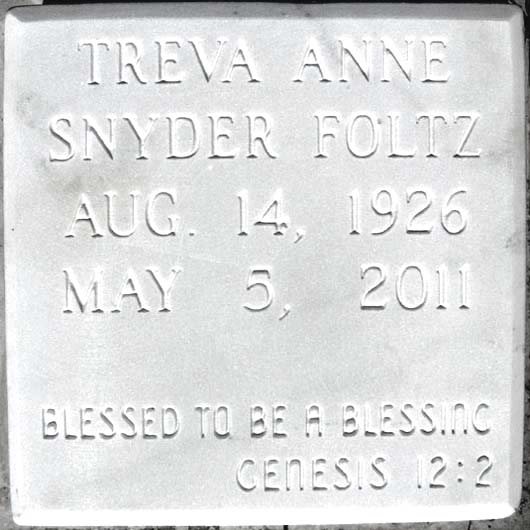 TREVA ANNE
SNYDER FOLTZ
AUG. 14, 1926
MAY 5, 2011
BLESSED TO BE A BLESSING
GENESIS 12:2